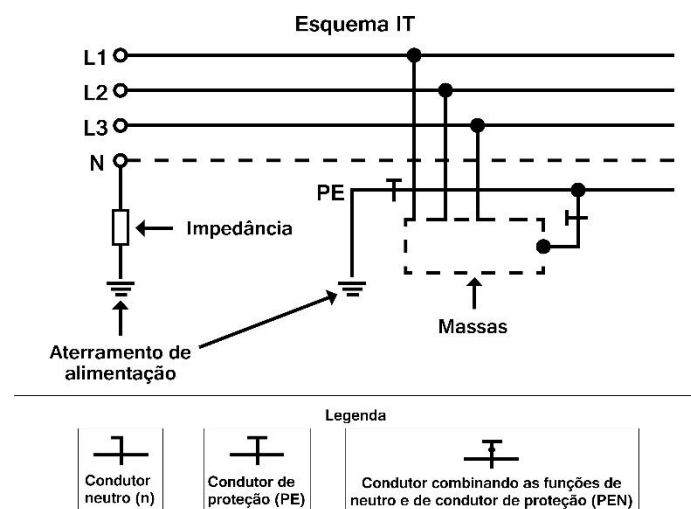 Esquema IT
L1
L2
L3
N
PE
Impedância
Massas
Aterramento de
alimentação
Legenda
Condutor
neutro (n)
Condutor de
proteção (PE)
Condutor combinando as funções de
neutro e de condutor de proteção (PEN)